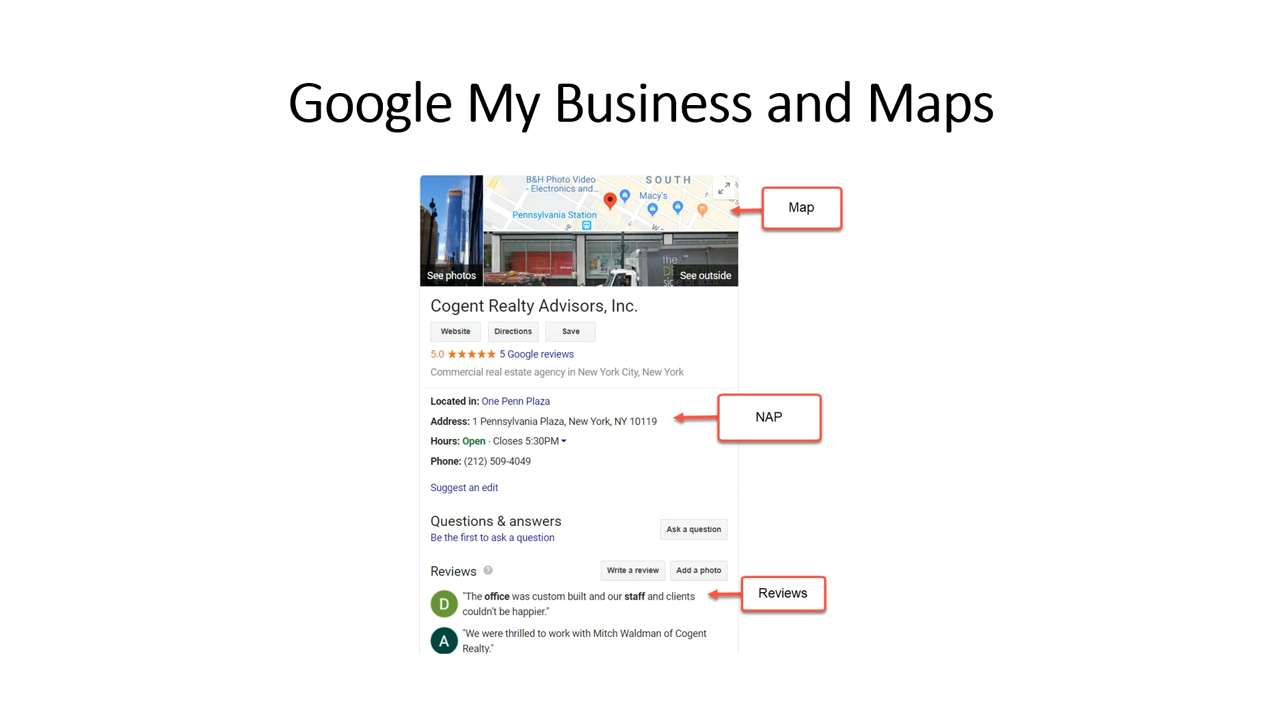 Google My Business and Maps
B&H Photo Video
- Electronics and...
SOUTH
Macy's
Pennsylvania Station
Map
the
See photos
See outside
Cogent Realty Advisors, Inc.
Website Directions Save
5.0 ★★★★★ 5 Google reviews
Commercial real estate agency in New York City, New York
Located in: One Penn Plaza
Address: 1 Pennsylvania Plaza, New York, NY 10119
NAP
Hours: Open · Closes 5:30PM
Phone: (212) 509-4049
Suggest an edit
Questions & answers
Ask a question
Be the first to ask a question
Reviews ?
Write a review Add a photo
D
"The office was custom built and our staff and clients
couldn't be happier."
Reviews
A
"We were thrilled to work with Mitch Waldman of Cogent
Realty."